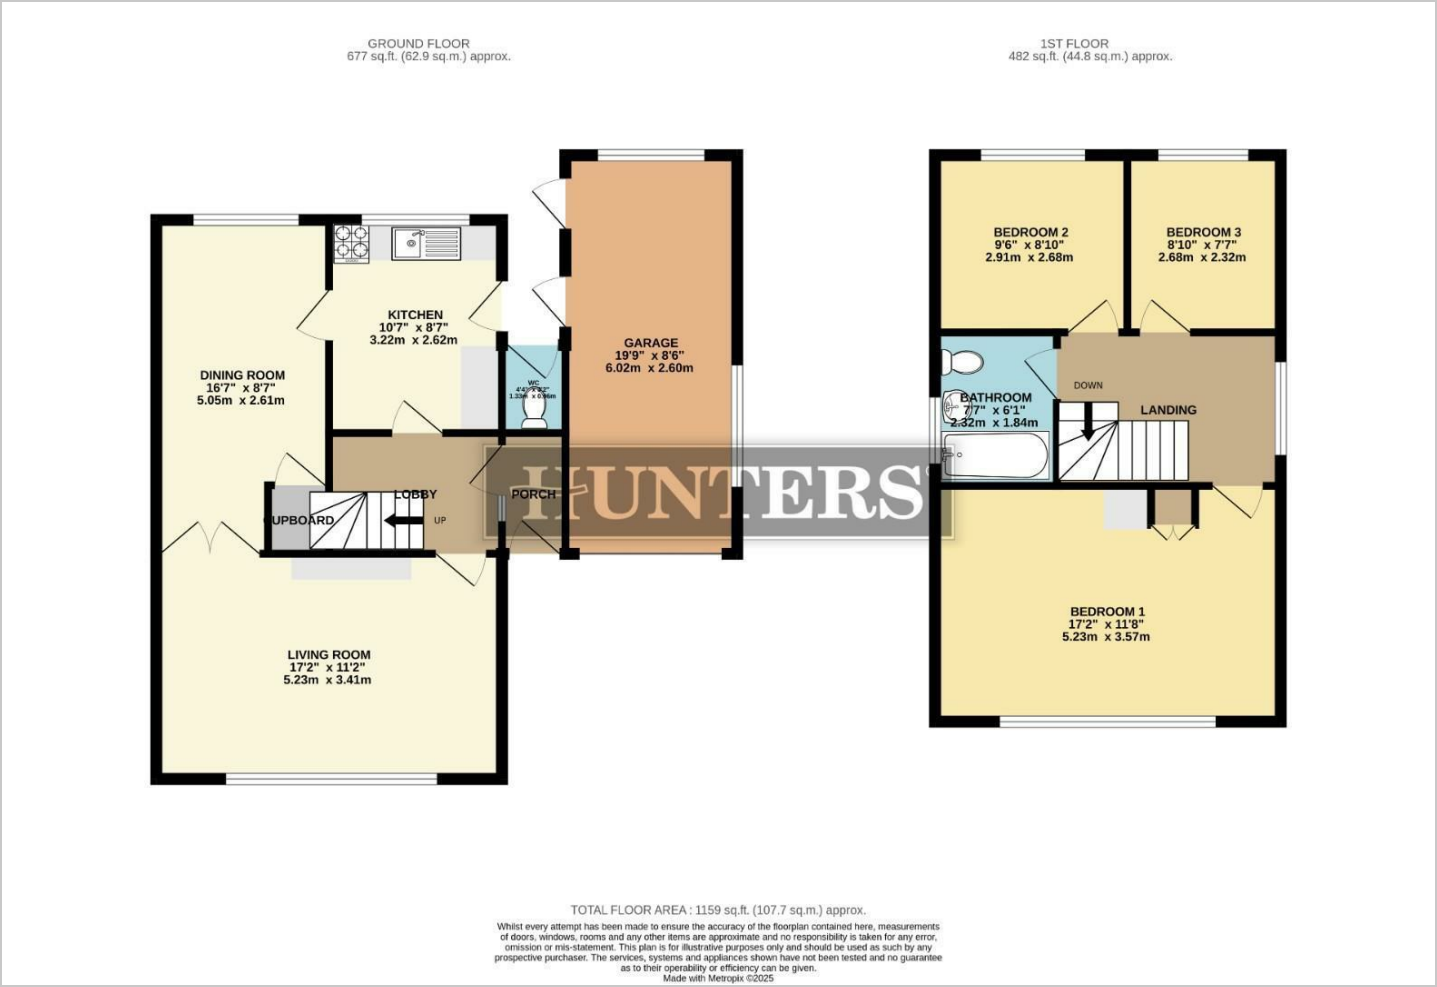 GROUND FLOOR
677 sq.ft. (62.9 sq.m.) approx.
1ST FLOOR
482 sq.ft. (44.8 sq.m.) approx.
KITCHEN
10'7" x 8'7"
3.22m x 2.62m
DINING ROOM
16'7" x 8'7"
5.05m x 2.61m
GARAGE
19'9" x 8'6"
6.02m x 2.60m
WC
LOBBY
UP
PORCH
CUPBOARD
LIVING ROOM
17'2" x 11'2"
5.23m x 3.41m
HUNTERS
BEDROOM 2
9'6" x 8'10"
2.91m x 2.68m
BEDROOM 3
8'10" x 7'7"
2.68m x 2.32m
DOWN
BATHROOM
7'7" x 6'1"
2.32m x 1.84m
LANDING
BEDROOM 1
17'2" x 11'8"
5.23m x 3.57m
TOTAL FLOOR AREA : 1159 sq.ft. (107.7 sq.m.) approx.
Whilst every attempt has been made to ensure the accuracy of the floorplan contained here, measurements
of doors, windows, rooms and any other items are approximate and no responsibility is taken for any error,
omission or mis-statement. This plan is for illustrative purposes only and should be used as such by any
prospective purchaser. The services, systems and appliances shown have not been tested and no guarantee
as to their operability or efficiency can be given.
Made with Metropix ©2025